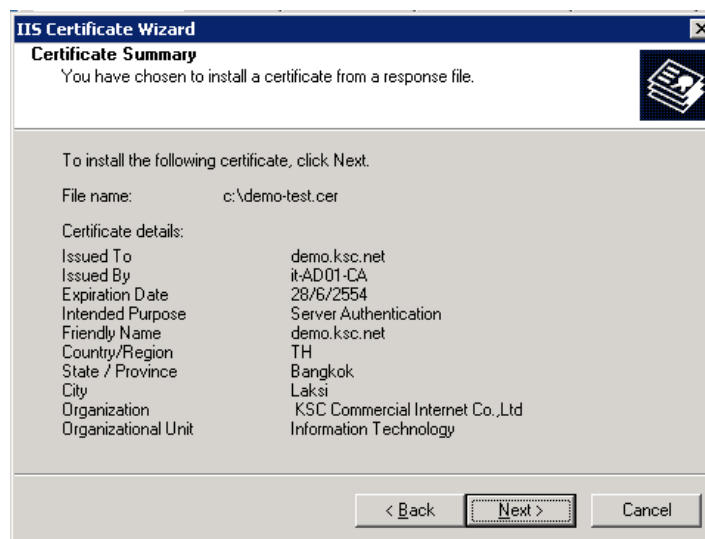 IIS Certificate Wizard
Certificate Summary
You have chosen to install a certificate from a response file.
To install the following certificate, click Next.
File name: c:\demo-test.cer
Certificate details:
Issued To demo.ksc.net
Issued By it-AD01-CA
Expiration Date 28/6/2554
Intended Purpose Server Authentication
Friendly Name demo.ksc.net
Country/Region TH
State / Province Bangkok
City Laksi
Organization KSC Commercial Internet Co.,Ltd
Organizational Unit Information Technology
< Back Next > Cancel